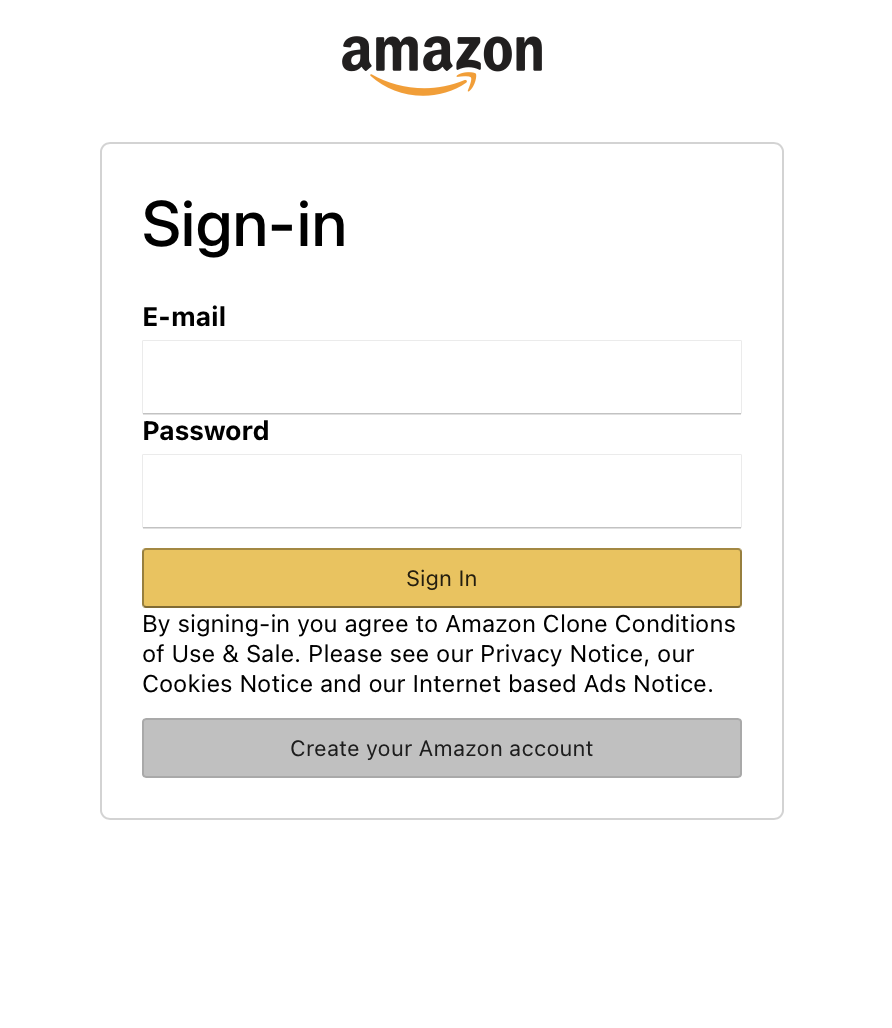 amazon
Sign-in
E-mail
Password
Sign In
By signing-in you agree to Amazon Clone Conditions
of Use & Sale. Please see our Privacy Notice, our
Cookies Notice and our Internet based Ads Notice.
Create your Amazon account